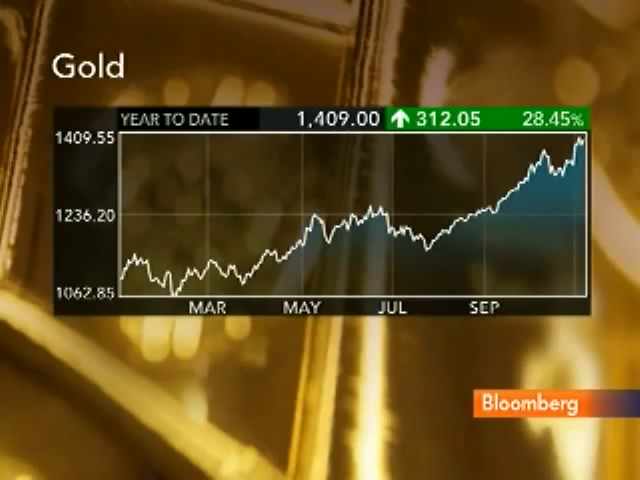 Gold
YEAR TO DATE 1,409.00 312.05 28.45%
1409.55
1236.20
1062.85
MAR MAY JUL SEP
Bloomberg